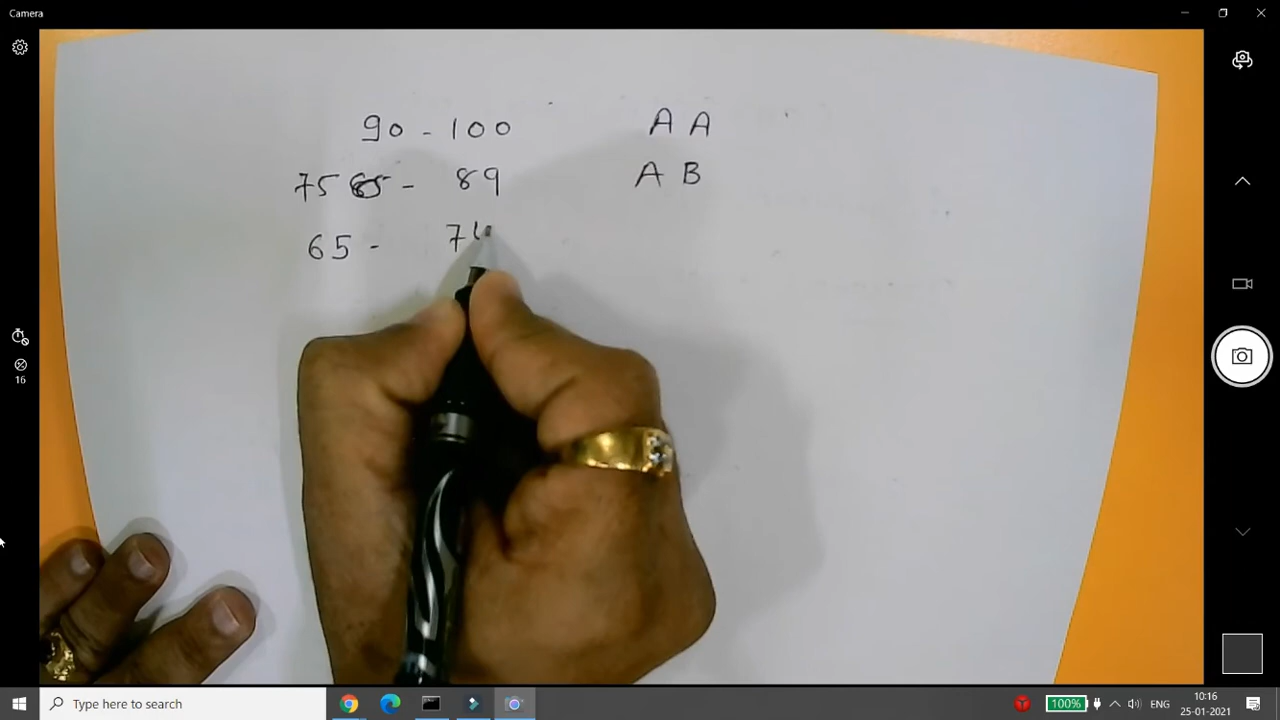 Camera
90 - 100 AA
75 - 89 AB
65 - 74
16
Type here to search
100%
ENG
10:16
25-01-2021